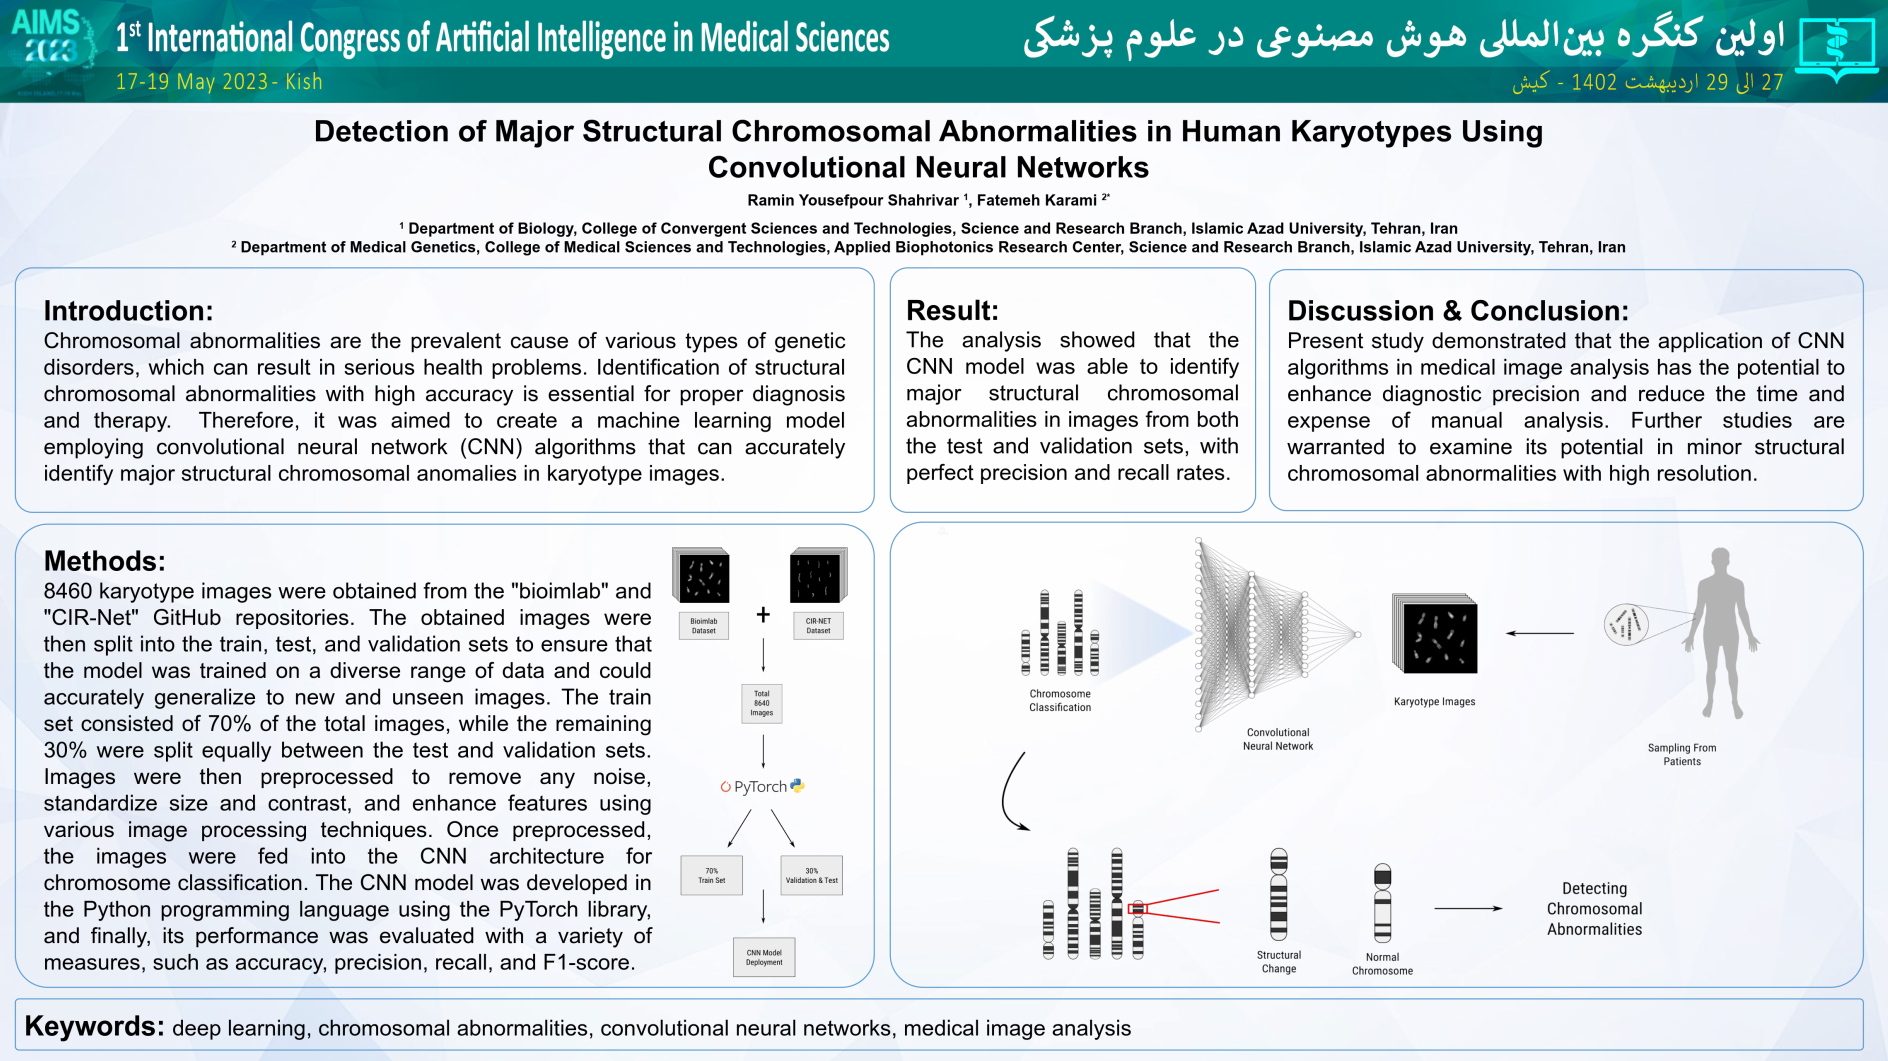 AIMS
2023
1st International Congress of Artificial Intelligence in Medical Sciences
17-19 May 2023 - Kish
اولین کنگره بین‌المللی هوش مصنوعی در علوم پزشکی
27 الی 29 اردیبهشت 1402 - کیش
Detection of Major Structural Chromosomal Abnormalities in Human Karyotypes Using
Convolutional Neural Networks
Ramin Yousefpour Shahrivar 1, Fatemeh Karami 2*
1 Department of Biology, College of Convergent Sciences and Technologies, Science and Research Branch, Islamic Azad University, Tehran, Iran
2 Department of Medical Genetics, College of Medical Sciences and Technologies, Applied Biophotonics Research Center, Science and Research Branch, Islamic Azad University, Tehran, Iran
Introduction:
Chromosomal abnormalities are the prevalent cause of various types of genetic
disorders, which can result in serious health problems. Identification of structural
chromosomal abnormalities with high accuracy is essential for proper diagnosis
and therapy. Therefore, it was aimed to create a machine learning model
employing convolutional neural network (CNN) algorithms that can accurately
identify major structural chromosomal anomalies in karyotype images.
Result:
The analysis showed that the
CNN model was able to identify
major structural chromosomal
abnormalities in images from both
the test and validation sets, with
perfect precision and recall rates.
Discussion & Conclusion:
Present study demonstrated that the application of CNN
algorithms in medical image analysis has the potential to
enhance diagnostic precision and reduce the time and
expense of manual analysis. Further studies are
warranted to examine its potential in minor structural
chromosomal abnormalities with high resolution.
Methods:
8460 karyotype images were obtained from the "bioimlab" and
"CIR-Net" GitHub repositories. The obtained images were
then split into the train, test, and validation sets to ensure that
the model was trained on a diverse range of data and could
accurately generalize to new and unseen images. The train
set consisted of 70% of the total images, while the remaining
30% were split equally between the test and validation sets.
Images were then preprocessed to remove any noise,
standardize size and contrast, and enhance features using
various image processing techniques. Once preprocessed,
the images were fed into the CNN architecture for
chromosome classification. The CNN model was developed in
the Python programming language using the PyTorch library,
and finally, its performance was evaluated with a variety of
measures, such as accuracy, precision, recall, and F1-score.
Bioimlab
Dataset
+
CIR-NET
Dataset
Total
8640
Images
PyTorch
70%
Train Set
30%
Validation & Test
CNN Model
Deployment
Chromosome
Classification
Convolutional
Neural Network
Karyotype Images
Sampling From
Patients
Structural
Change
Normal
Chromosome
Detecting
Chromosomal
Abnormalities
Keywords: deep learning, chromosomal abnormalities, convolutional neural networks, medical image analysis